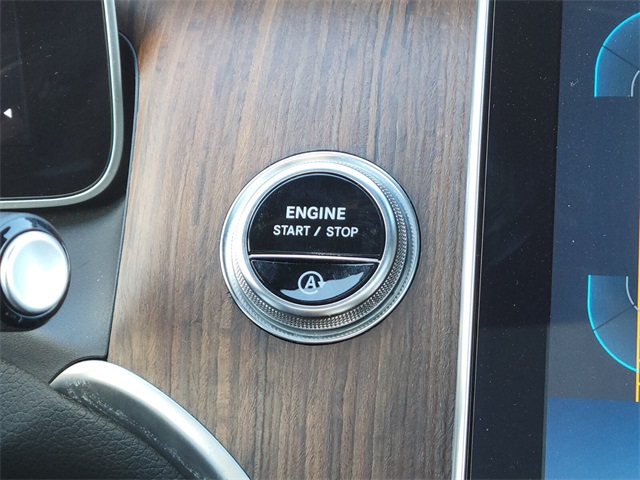 ENGINE
START / STOP
A